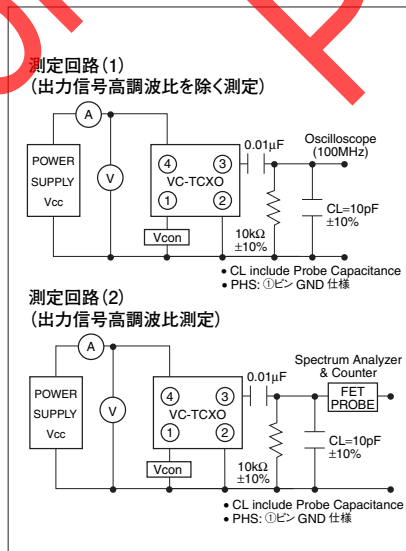 測定回路(1)
(出力信号高調波比を除く測定)
A
POWER
SUPPLY
Vcc
V
④ ③
VC-TCXO
① ②
Vcon
0.01μF
Oscilloscope
(100MHz)
10kΩ
±10%
CL=10pF
±10%
• CL include Probe Capacitance
• PHS: ①ピン GND 仕様
測定回路(2)
(出力信号高調波比測定)
A
POWER
SUPPLY
Vcc
V
④ ③
VC-TCXO
① ②
Vcon
0.01μF
Spectrum Analyzer
& Counter
FET
PROBE
10kΩ
±10%
CL=10pF
±10%
• CL include Probe Capacitance
• PHS: ①ピン GND 仕様